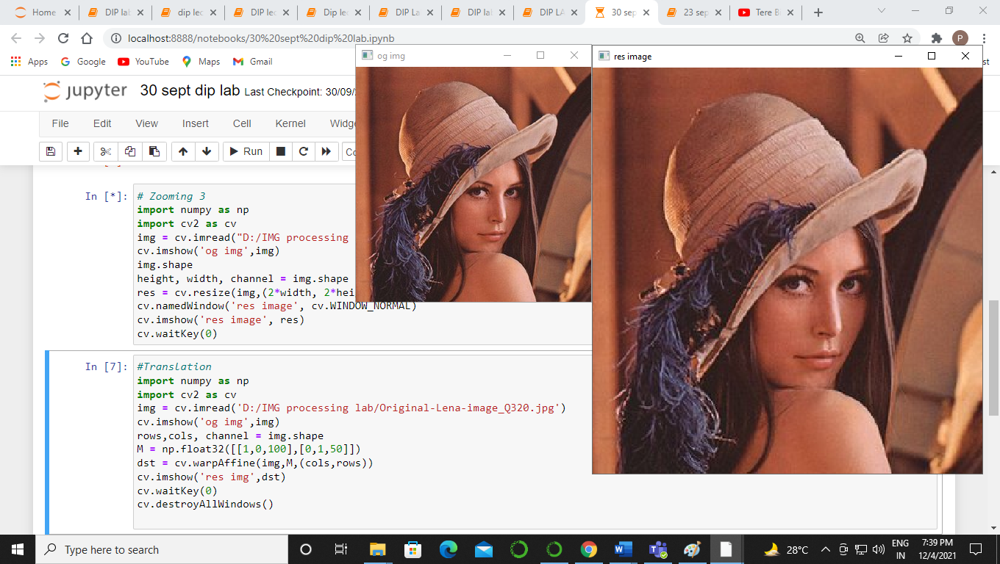 Home
DIP lab
dip lec
DIP lec
Dip lec
DIP La
DIP lal
DIP LA
30 sep
23 sep
Tere Bi
localhost:8888/notebooks/30%20sept%20dip%20lab.ipynb
P
Apps
Google
YouTube
Maps
Gmail
st
og img
res image
jupyter
30 sept dip lab
Last Checkpoint: 30/09/
File
Edit
View
Insert
Cell
Kernel
Widge
Run
Co
In [*]:
# Zooming 3
import numpy as np
import cv2 as cv
img = cv.imread("D:/IMG processing
cv.imshow('og img',img)
img.shape
height, width, channel = img.shape
res = cv.resize(img,(2*width, 2*hei
cv.namedWindow('res image', cv.WINDOW_NORMAL)
cv.imshow('res image', res)
cv.waitKey(0)
In [7]:
#Translation
import numpy as np
import cv2 as cv
img = cv.imread('D:/IMG processing lab/Original-Lena-image_Q320.jpg')
cv.imshow('og img',img)
rows,cols, channel = img.shape
M = np.float32([[1,0,100],[0,1,50]])
dst = cv.warpAffine(img,M,(cols,rows))
cv.imshow('res img',dst)
cv.waitKey(0)
cv.destroyAllWindows()
Type here to search
28°C
ENG
IN
7:39 PM
12/4/2021